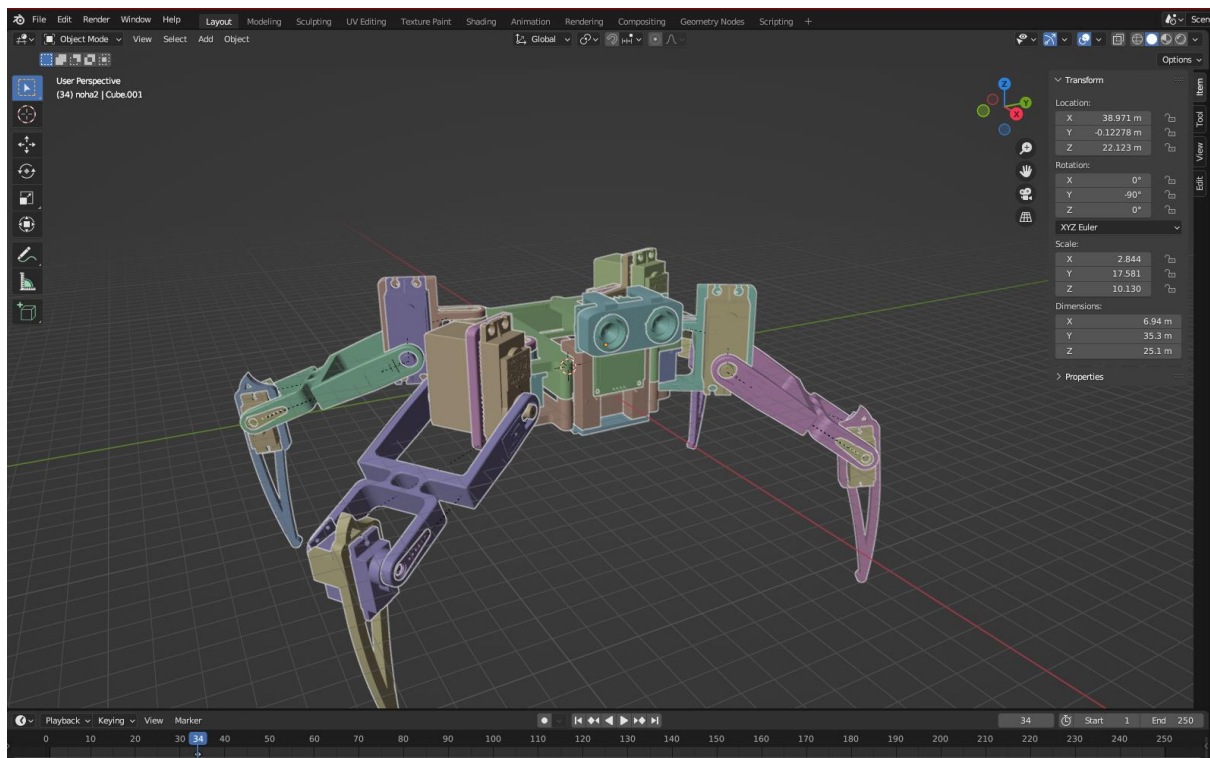 File Edit Render Window Help Layout Modeling Sculpting UV Editing Texture Paint Shading Animation Rendering Compositing Geometry Nodes Scripting + Scen
Object Mode View Select Add Object Global
Options
User Perspective
(34) noha2 | Cube.001
Z
Y
X
Transform
Location:
X 38.971 m
Y -0.12278 m
Z 22.123 m
Rotation:
X 0°
Y -90°
Z 0°
XYZ Euler
Scale:
X 2.844
Y 17.581
Z 10.130
Dimensions:
X 6.94 m
Y 35.3 m
Z 25.1 m
Properties
Item
Tool
View
Edit
Playback Keying View Marker 34 Start 1 End 250
0 10 20 30 34 40 50 60 70 80 90 100 110 120 130 140 150 160 170 180 190 200 210 220 230 240 250